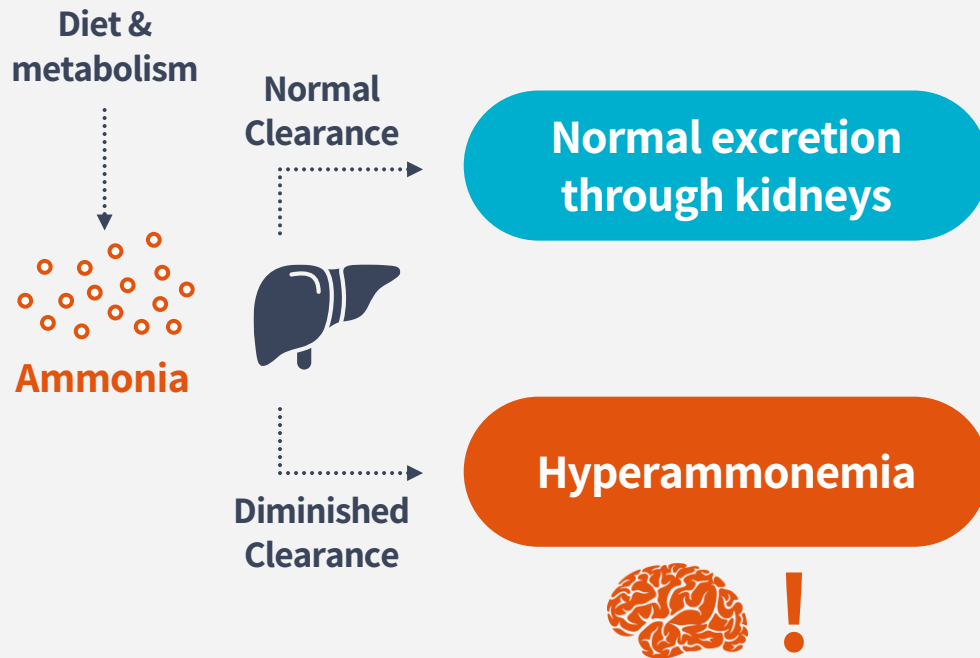 Diet &
metabolism
Ammonia
Normal
Clearance
Normal excretion
through kidneys
Diminished
Clearance
Hyperammonemia
!